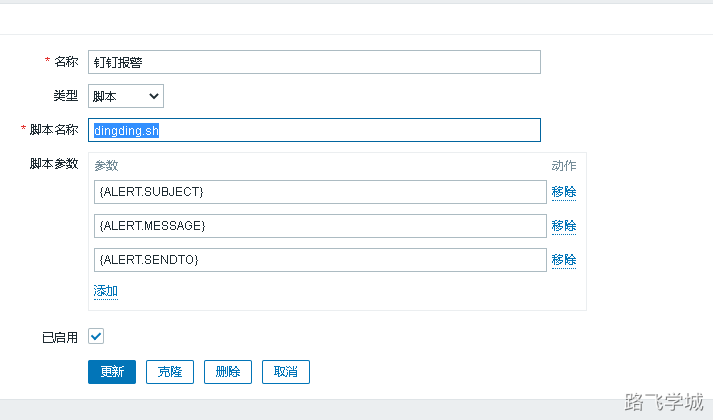 * 名称 钉钉报警
类型 脚本
* 脚本名称 dingding.sh
脚本参数 参数 动作
{ALERT.SUBJECT} 移除
{ALERT.MESSAGE} 移除
{ALERT.SENDTO} 移除
添加
已启用
更新 克隆 删除 取消
路飞学城